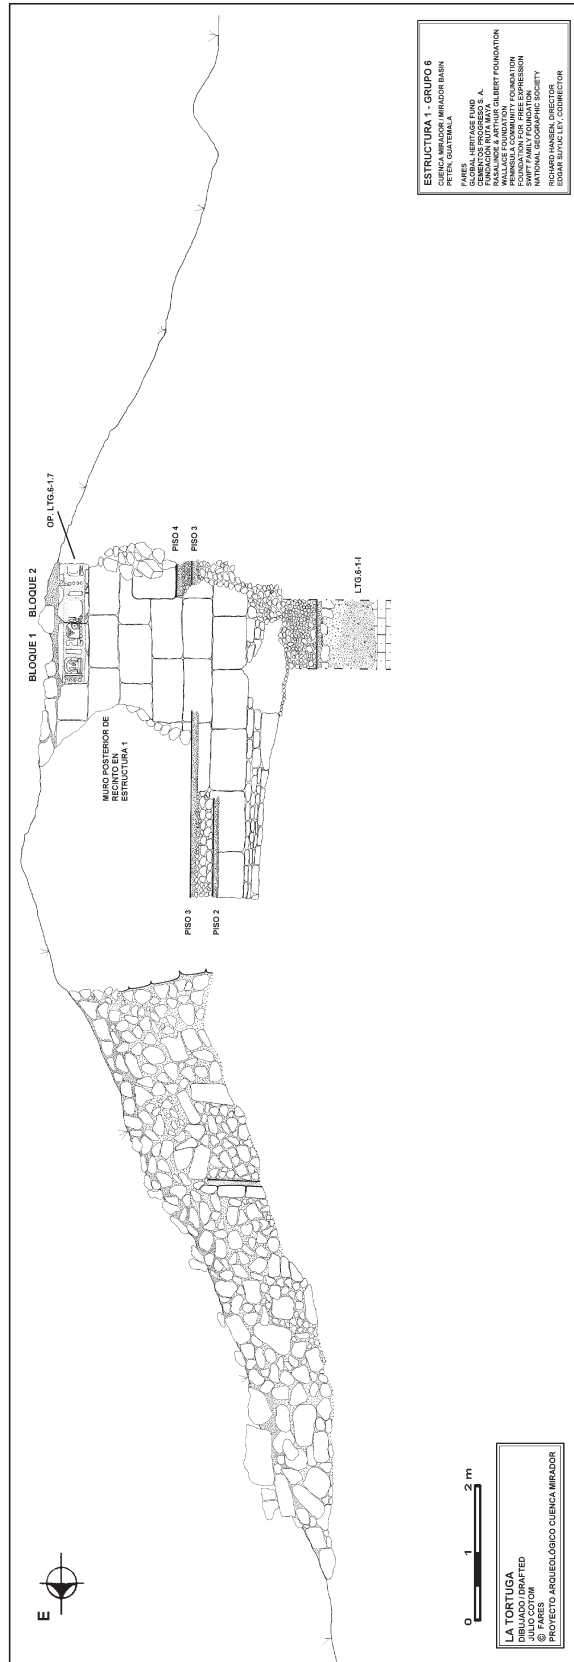 ESTRUCTURA 1 - GRUPO 6
CUENCA MIRADOR / MIRADOR BASIN
PETEN, GUATEMALA
FARES
GLOBAL HERITAGE FUND
CEMENTOS PROGRESO S. A.
FUNDACIÓN RUTA MAYA
RASALINDE & ARTHUR GILBERT FOUNDATION
WALLACE FOUNDATION
PENINSULA COMMUNITY FOUNDATION
FOUNDATION FOR FREE EXPRESSION
SWIFT FAMILY FOUNDATION
NATIONAL GEOGRAPHIC SOCIETY
RICHARD HANSEN, DIRECTOR
EDGAR SUYUC LEY, CODIRECTOR
OP. LTG.6-1.7
BLOQUE 1
BLOQUE 2
PISO 4
PISO 3
LTG.6-1-I
MURO POSTERIOR DE
RECINTO EN
ESTRUCTURA 1
PISO 3
PISO 2
E
0 1 2 m
LA TORTUGA
DIBUJADO / DRAFTED
JULIO COTOM
© FARES
PROYECTO ARQUEOLÓGICO CUENCA MIRADOR